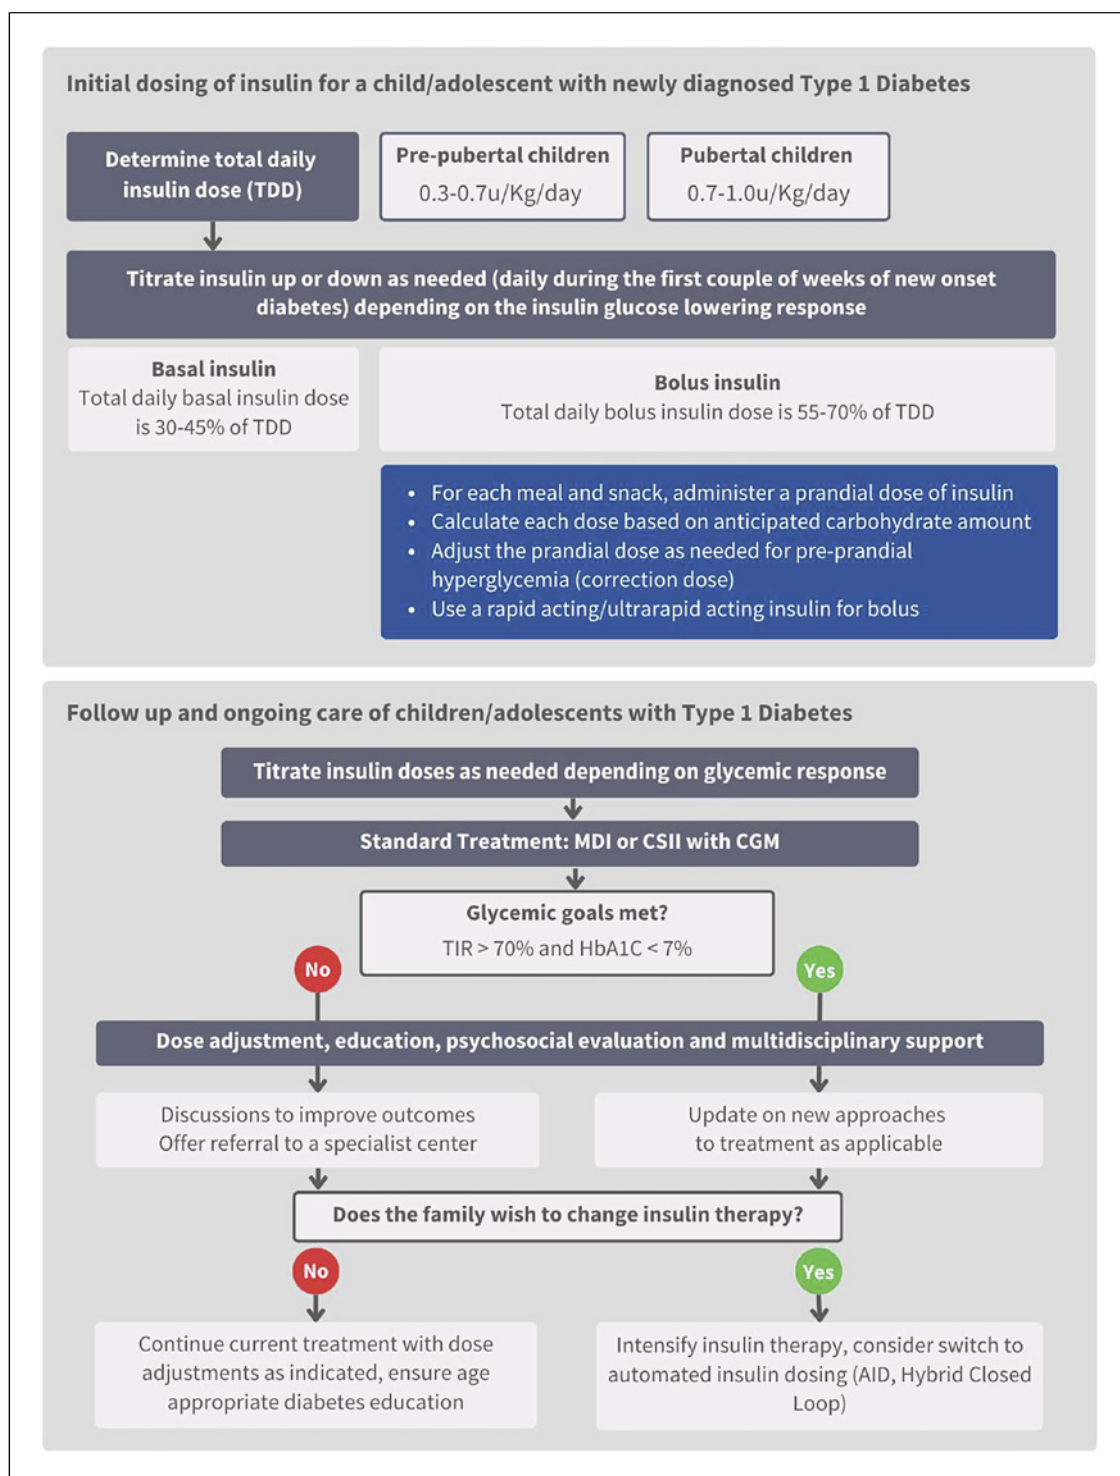 Initial dosing of insulin for a child/adolescent with newly diagnosed Type 1 Diabetes
Determine total daily
insulin dose (TDD)
Pre-pubertal children
0.3-0.7u/Kg/day
Pubertal children
0.7-1.0u/Kg/day
Titrate insulin up or down as needed (daily during the first couple of weeks of new onset
diabetes) depending on the insulin glucose lowering response
Basal insulin
Total daily basal insulin dose
is 30-45% of TDD
Bolus insulin
Total daily bolus insulin dose is 55-70% of TDD
• For each meal and snack, administer a prandial dose of insulin
• Calculate each dose based on anticipated carbohydrate amount
• Adjust the prandial dose as needed for pre-prandial
hyperglycemia (correction dose)
• Use a rapid acting/ultrarapid acting insulin for bolus
Follow up and ongoing care of children/adolescents with Type 1 Diabetes
Titrate insulin doses as needed depending on glycemic response
Standard Treatment: MDI or CSII with CGM
Glycemic goals met?
TIR > 70% and HbA1C < 7%
No
Yes
Dose adjustment, education, psychosocial evaluation and multidisciplinary support
Discussions to improve outcomes
Offer referral to a specialist center
Update on new approaches
to treatment as applicable
Does the family wish to change insulin therapy?
No
Yes
Continue current treatment with dose
adjustments as indicated, ensure age
appropriate diabetes education
Intensify insulin therapy, consider switch to
automated insulin dosing (AID, Hybrid Closed
Loop)